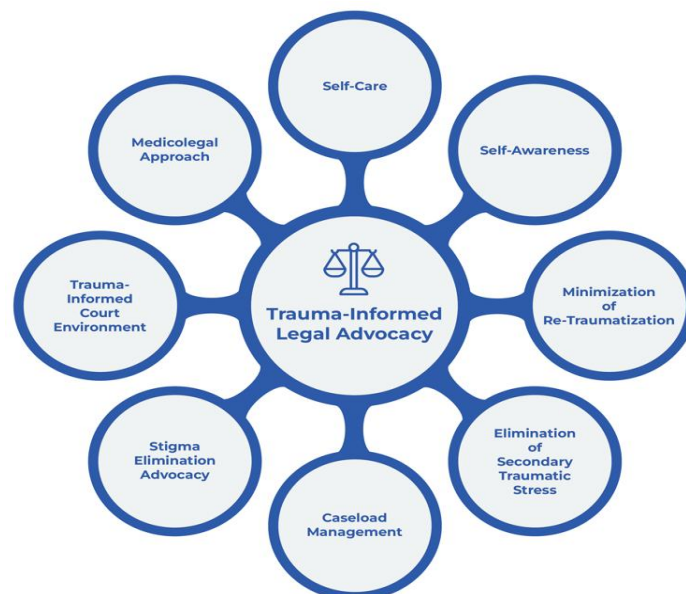 Self-Care
Self-Awareness
Minimization
of
Re-Traumatization
Elimination
of
Secondary
Traumatic
Stress
Caseload
Management
Stigma
Elimination
Advocacy
Trauma-
Informed
Court
Environment
Medicolegal
Approach
Trauma-Informed
Legal Advocacy